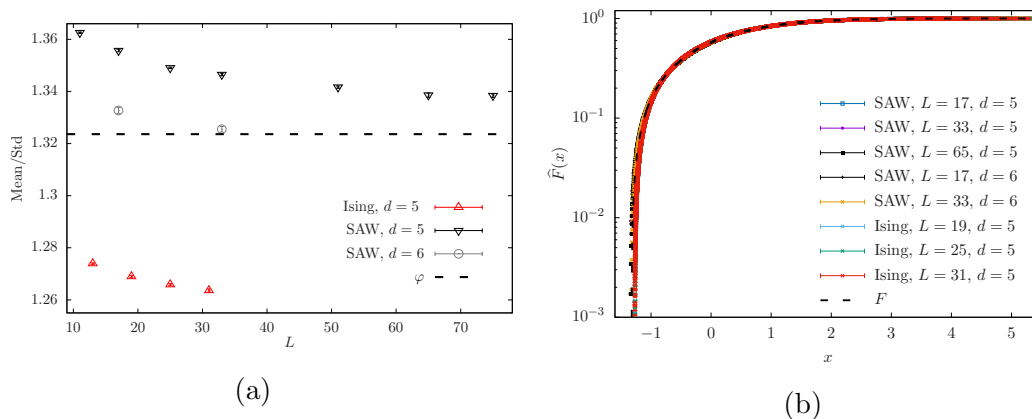 1.36
1.34
1.32
1.3
1.28
1.26
Mean/Std
10 20 30 40 50 60 70
L
Ising, d = 5
SAW, d = 5
SAW, d = 6
φ
(a)
10⁰
10⁻¹
10⁻²
10⁻³
F̂(x)
−1 0 1 2 3 4 5
x
SAW, L = 17, d = 5
SAW, L = 33, d = 5
SAW, L = 65, d = 5
SAW, L = 17, d = 6
SAW, L = 33, d = 6
Ising, L = 19, d = 5
Ising, L = 25, d = 5
Ising, L = 31, d = 5
F
(b)